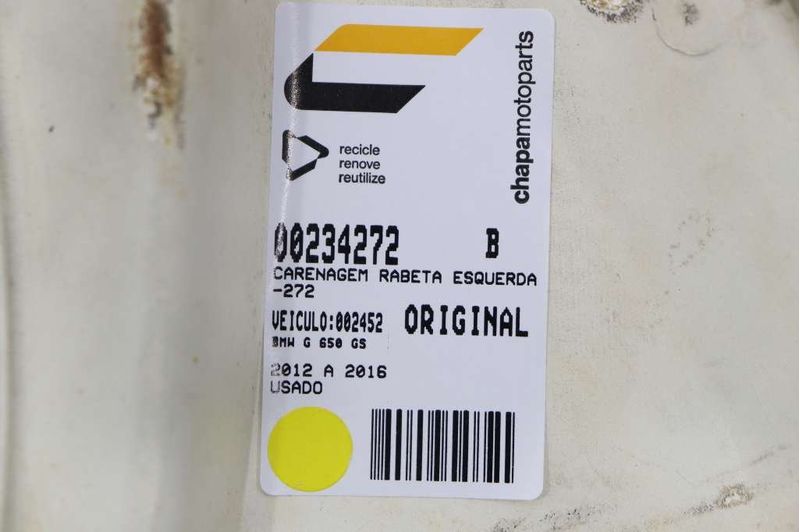 chapamotoparts
recicle
renove
reutilize
00234272 B
CARENAGEM RABETA ESQUERDA
-272
VEICULO:002452 ORIGINAL
BMW G 650 GS
2012 A 2016
USADO